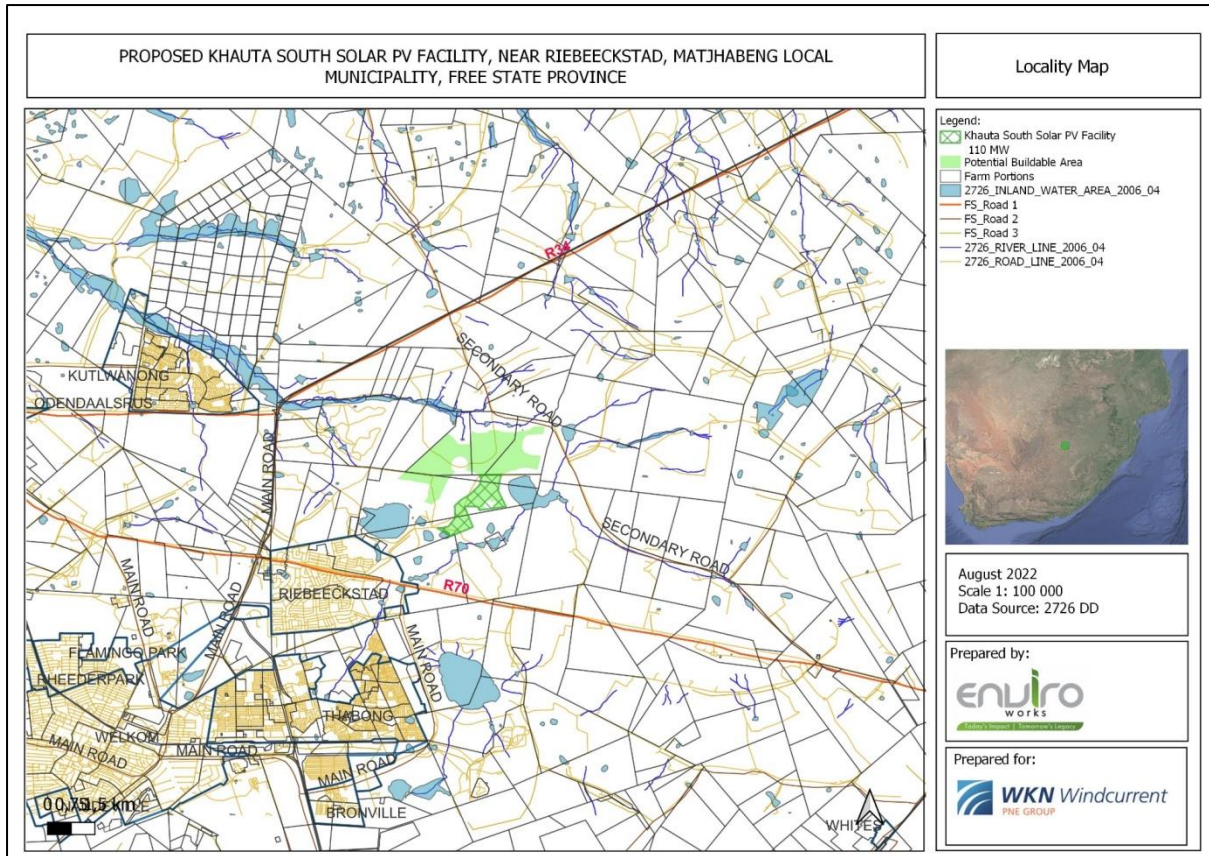 PROPOSED KHAUTA SOUTH SOLAR PV FACILITY, NEAR RIEBEECKSTAD, MATJHABENG LOCAL
MUNICIPALITY, FREE STATE PROVINCE
Locality Map
Legend:
Khauta South Solar PV Facility
110 MW
Potential Buildable Area
Farm Portions
2726_INLAND_WATER_AREA_2006_04
FS_Road 1
FS_Road 2
FS_Road 3
2726_RIVER_LINE_2006_04
2726_ROAD_LINE_2006_04
R34
SECONDARY ROAD
KUTLWANONG
ODENDAALSRUS
MAIN ROAD
SECONDARY ROAD
MAIN ROAD
RIEBEECKSTAD
R70
MAIN ROAD
MAIN ROAD
FLAMINGO PARK
RHEEDERPARK
THABONG
WELKOM
MAIN ROAD
MAIN ROAD
MAIN ROAD
BRONVILLE
WHITES
August 2022
Scale 1: 100 000
Data Source: 2726 DD
Prepared by:
enviro
works
Today's Impact | Tomorrow's Legacy
Prepared for:
WKN Windcurrent
PNE GROUP